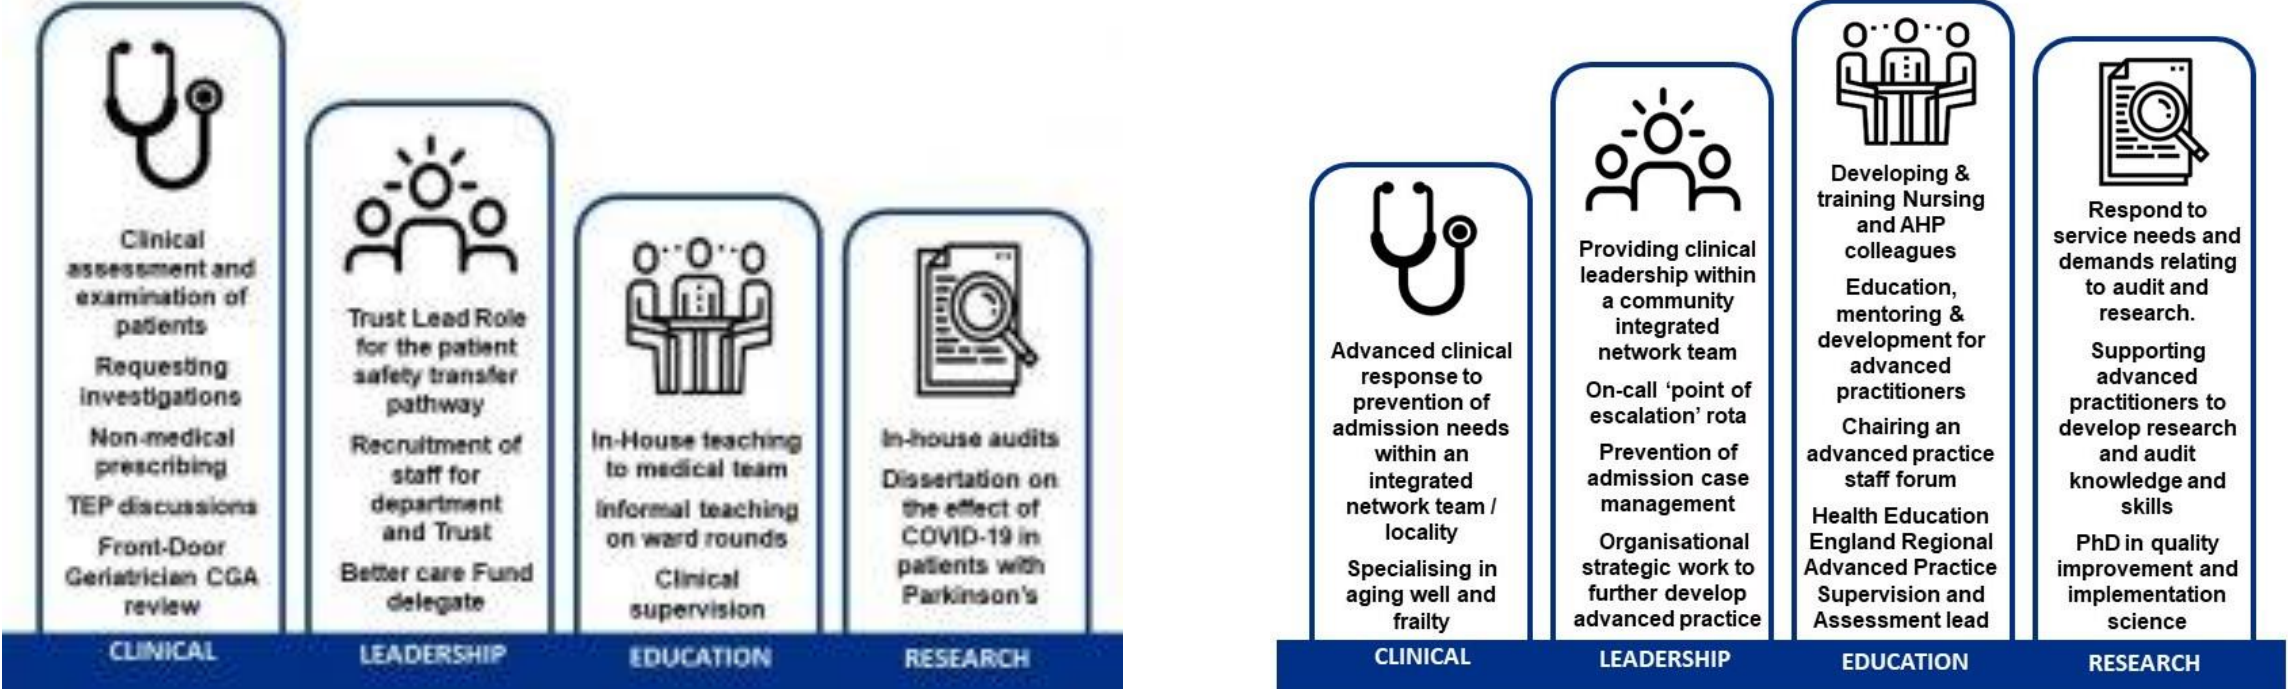 Clinical
assessment and
examination of
patients
Requesting
investigations
Non-medical
prescribing
TEP discussions
Front-Door
Geriatrician CGA
review
CLINICAL
Trust Lead Role
for the patient
safety transfer
pathway
Recruitment of
staff for
department
and Trust
Better care Fund
delegate
LEADERSHIP
In-House teaching
to medical team
Informal teaching
on ward rounds
Clinical
supervision
EDUCATION
In-house audits
Dissertation on
the effect of
COVID-19 in
patients with
Parkinson's
RESEARCH
Advanced clinical
response to
prevention of
admission needs
within an
integrated
network team /
locality
Specialising in
aging well and
frailty
CLINICAL
Providing clinical
leadership within
a community
integrated
network team
On-call ‘point of
escalation’ rota
Prevention of
admission case
management
Organisational
strategic work to
further develop
advanced practice
LEADERSHIP
Developing &
training Nursing
and AHP
colleagues
Education,
mentoring &
development for
advanced
practitioners
Chairing an
advanced practice
staff forum
Health Education
England Regional
Advanced Practice
Supervision and
Assessment lead
EDUCATION
Respond to
service needs and
demands relating
to audit and
research.
Supporting
advanced
practitioners to
develop research
and audit
knowledge and
skills
PhD in quality
improvement and
implementation
science
RESEARCH